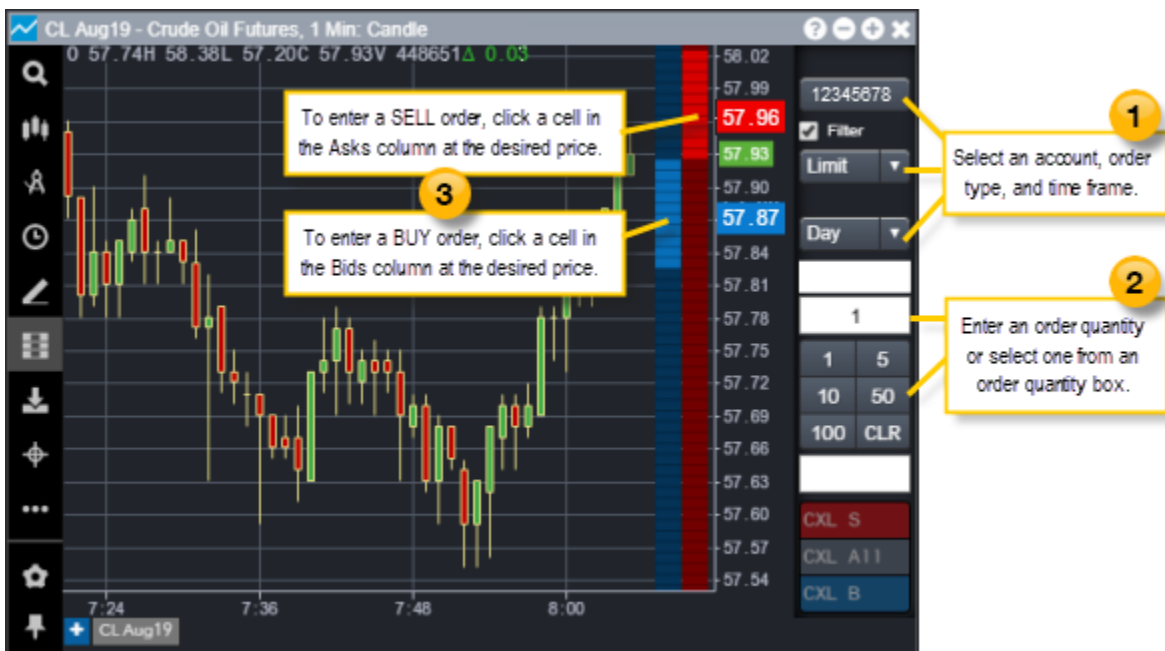 CL Aug19 - Crude Oil Futures, 1 Min: Candle
O 57.74H 58.38L 57.20C 57.93V 448651Δ 0.03
58.02
57.99
57.96
57.93
57.90
57.87
57.84
57.81
57.78
57.75
57.72
57.69
57.66
57.63
57.60
57.57
57.54
To enter a SELL order, click a cell in
the Asks column at the desired price.
3
To enter a BUY order, click a cell in
the Bids column at the desired price.
12345678
Filter
Limit
Day
1
1 5
10 50
100 CLR
CXL S
CXL All
CXL B
1
Select an account, order
type, and time frame.
2
Enter an order quantity
or select one from an
order quantity box.
7:24 7:36 7:48 8:00
CL Aug19